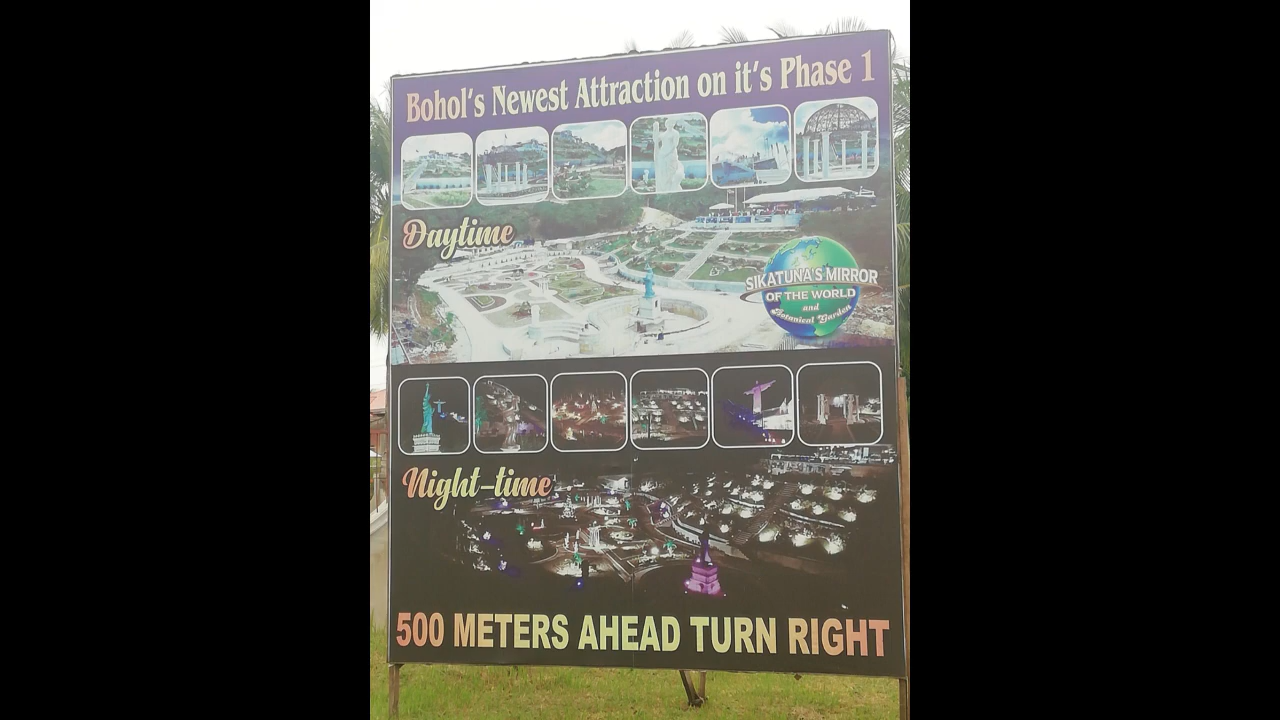 Bohol's Newest Attraction on it's Phase 1
Daytime
SIKATUNA'S MIRROR
OF THE WORLD
and
Botanical Garden
Night-time
500 METERS AHEAD TURN RIGHT